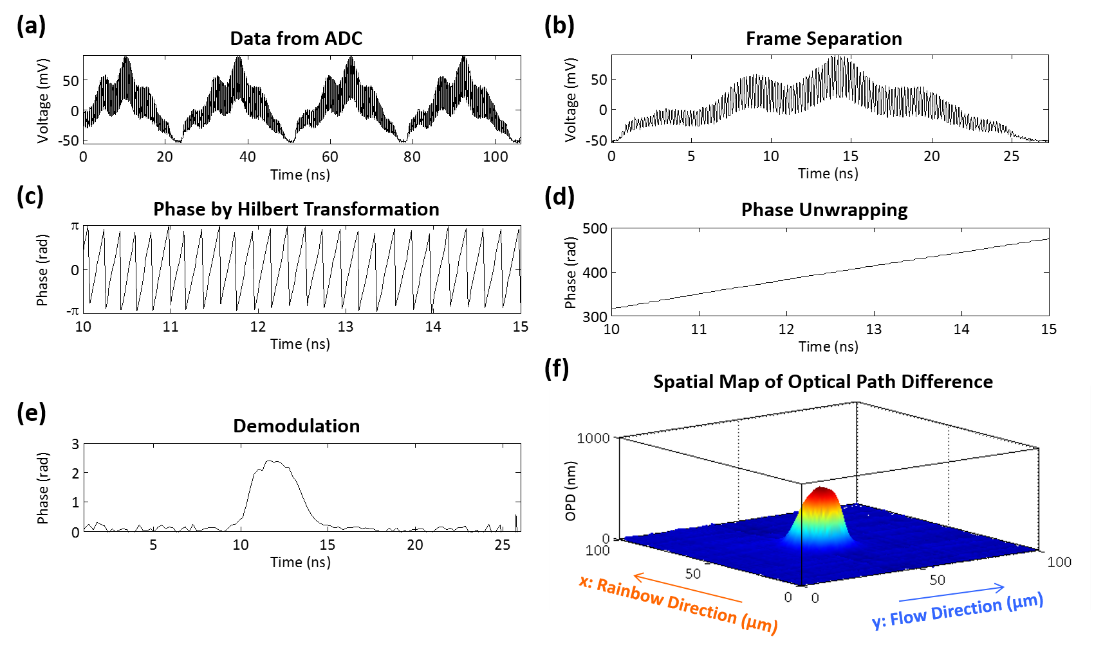 (a)
Data from ADC
Voltage (mV)
50
0
-50
0 20 40 60 80 100
Time (ns)
(b)
Frame Separation
Voltage (mV)
50
0
-50
0 5 10 15 20 25
Time (ns)
(c)
Phase by Hilbert Transformation
Phase (rad)
π
0
-π
10 11 12 13 14 15
Time (ns)
(d)
Phase Unwrapping
Phase (rad)
500
400
300
10 11 12 13 14 15
Time (ns)
(e)
Demodulation
Phase (rad)
3
2
1
0
5 10 15 20 25
Time (ns)
(f)
Spatial Map of Optical Path Difference
OPD (nm)
1000
0
100
50
0
0
50
100
x: Rainbow Direction (μm)
y: Flow Direction (μm)